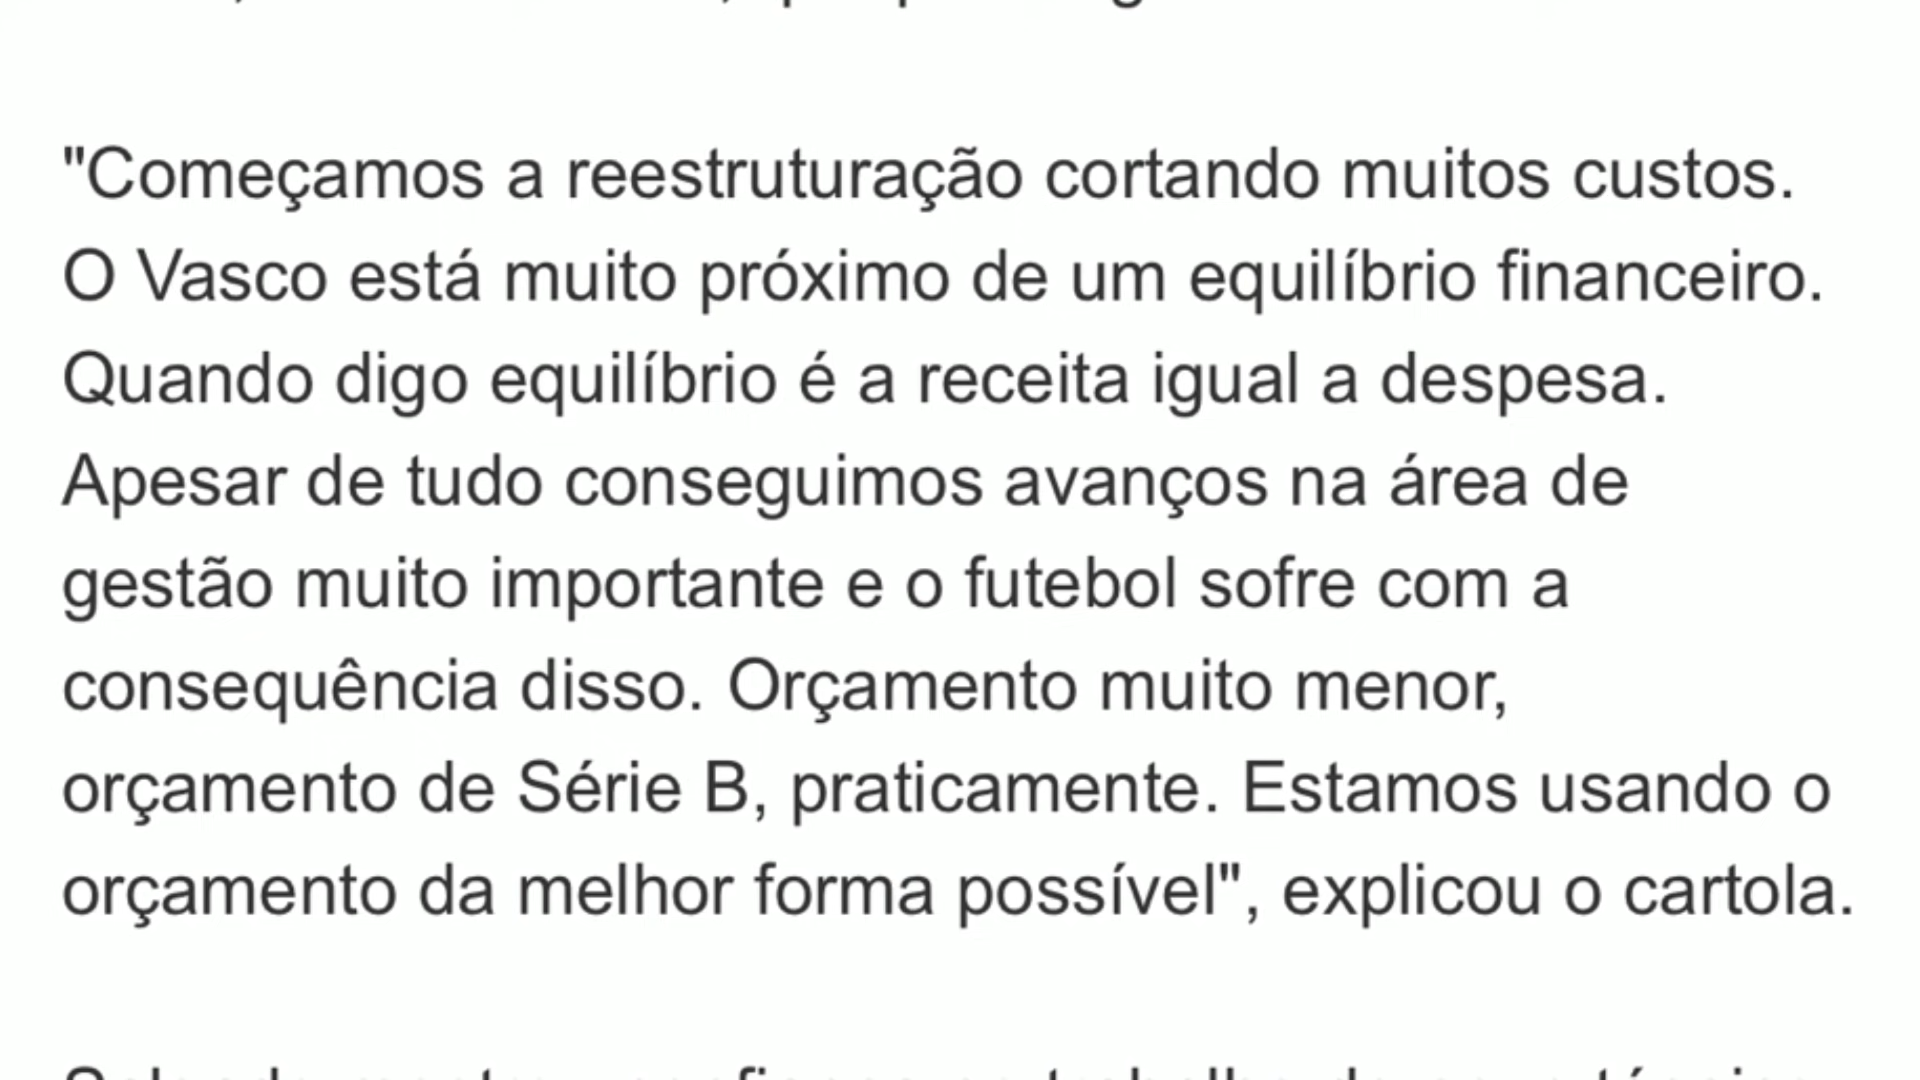 "Começamos a reestruturação cortando muitos custos.
O Vasco está muito próximo de um equilíbrio financeiro.
Quando digo equilíbrio é a receita igual a despesa.
Apesar de tudo conseguimos avanços na área de
gestão muito importante e o futebol sofre com a
consequência disso. Orçamento muito menor,
orçamento de Série B, praticamente. Estamos usando o
orçamento da melhor forma possível", explicou o cartola.